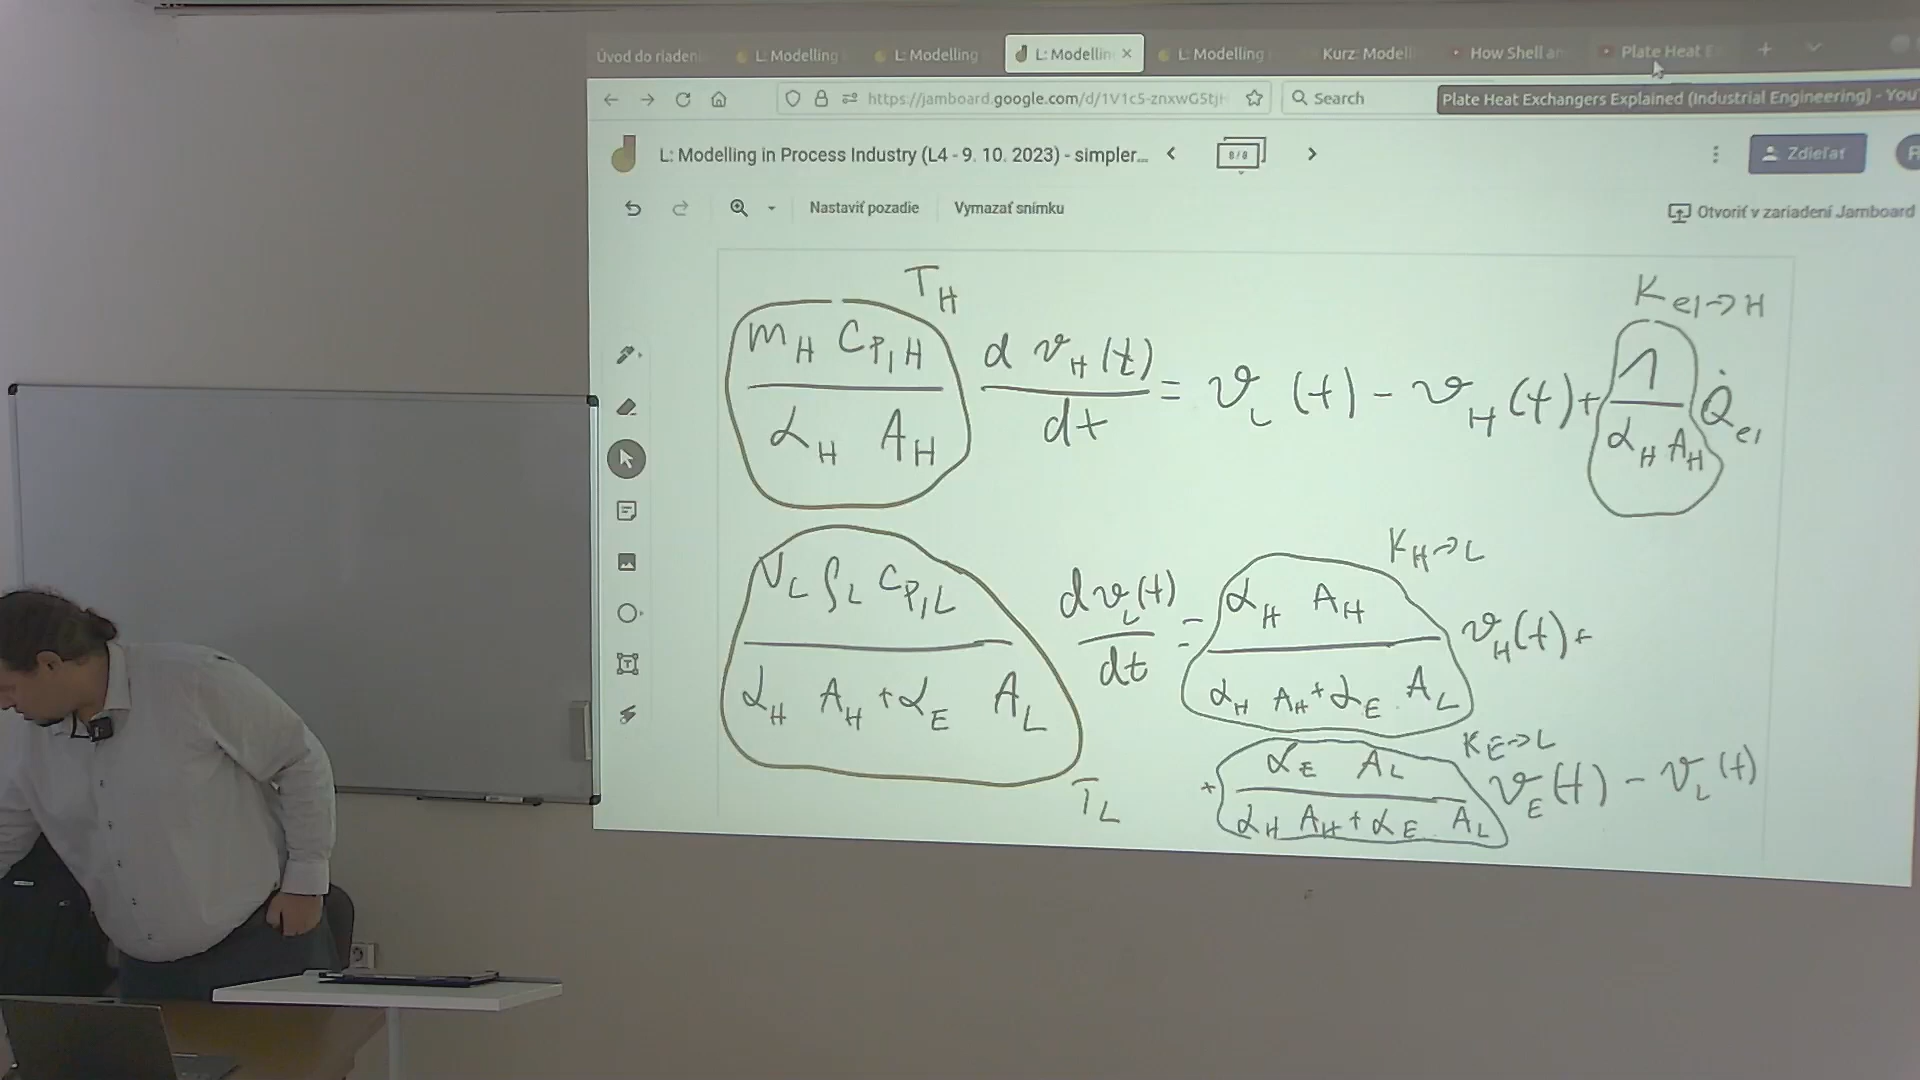 Úvod do riaden L: Modelling L: Modelling L: Modellin × L: Modelling Kurz: Modell How Shell an Plate Heat E
https://jamboard.google.com/d/1V1c5-znxwG5tjH Search Plate Heat Exchangers Explained (Industrial Engineering) - You
L: Modelling in Process Industry (L4 - 9. 10. 2023) - simpler... < 8/8 > Zdieľať
Nastaviť pozadie Vymazať snímku Otvoriť v zariadení Jamboard
T_H K_el→H
m_H C_P,H / α_H A_H d ϑ_H(t) / dt = ϑ_L (t) - ϑ_H (t) + 1 / α_H A_H Q̇_el
K_H→L
V_L ρ_L C_P,L / α_H A_H + α_E A_L dϑ_L(t) / dt = α_H A_H / α_H A_H + α_E . A_L ϑ_H(t) +
K_E→L
+ α_E A_L / α_H A_H + α_E . A_L ϑ_E(t) - ϑ_L(t)
T_L